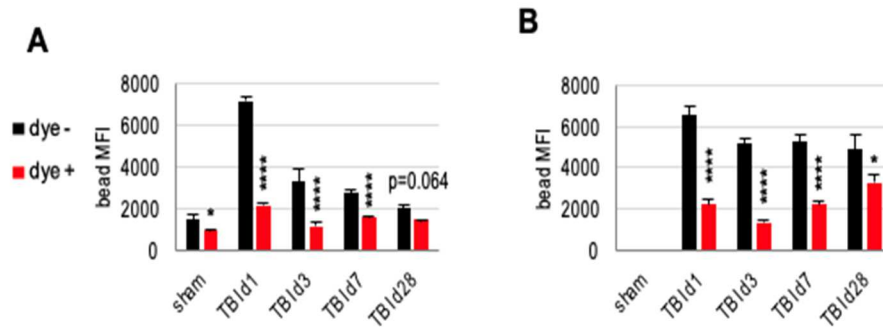 A
dye -
dye +
bead MFI
8000
6000
4000
2000
0
*
****
****
****
p=0.064
sham
TBI d1
TBI d3
TBI d7
TBI d28
B
bead MFI
8000
6000
4000
2000
0
****
****
****
*
sham
TBI d1
TBI d3
TBI d7
TBI d28